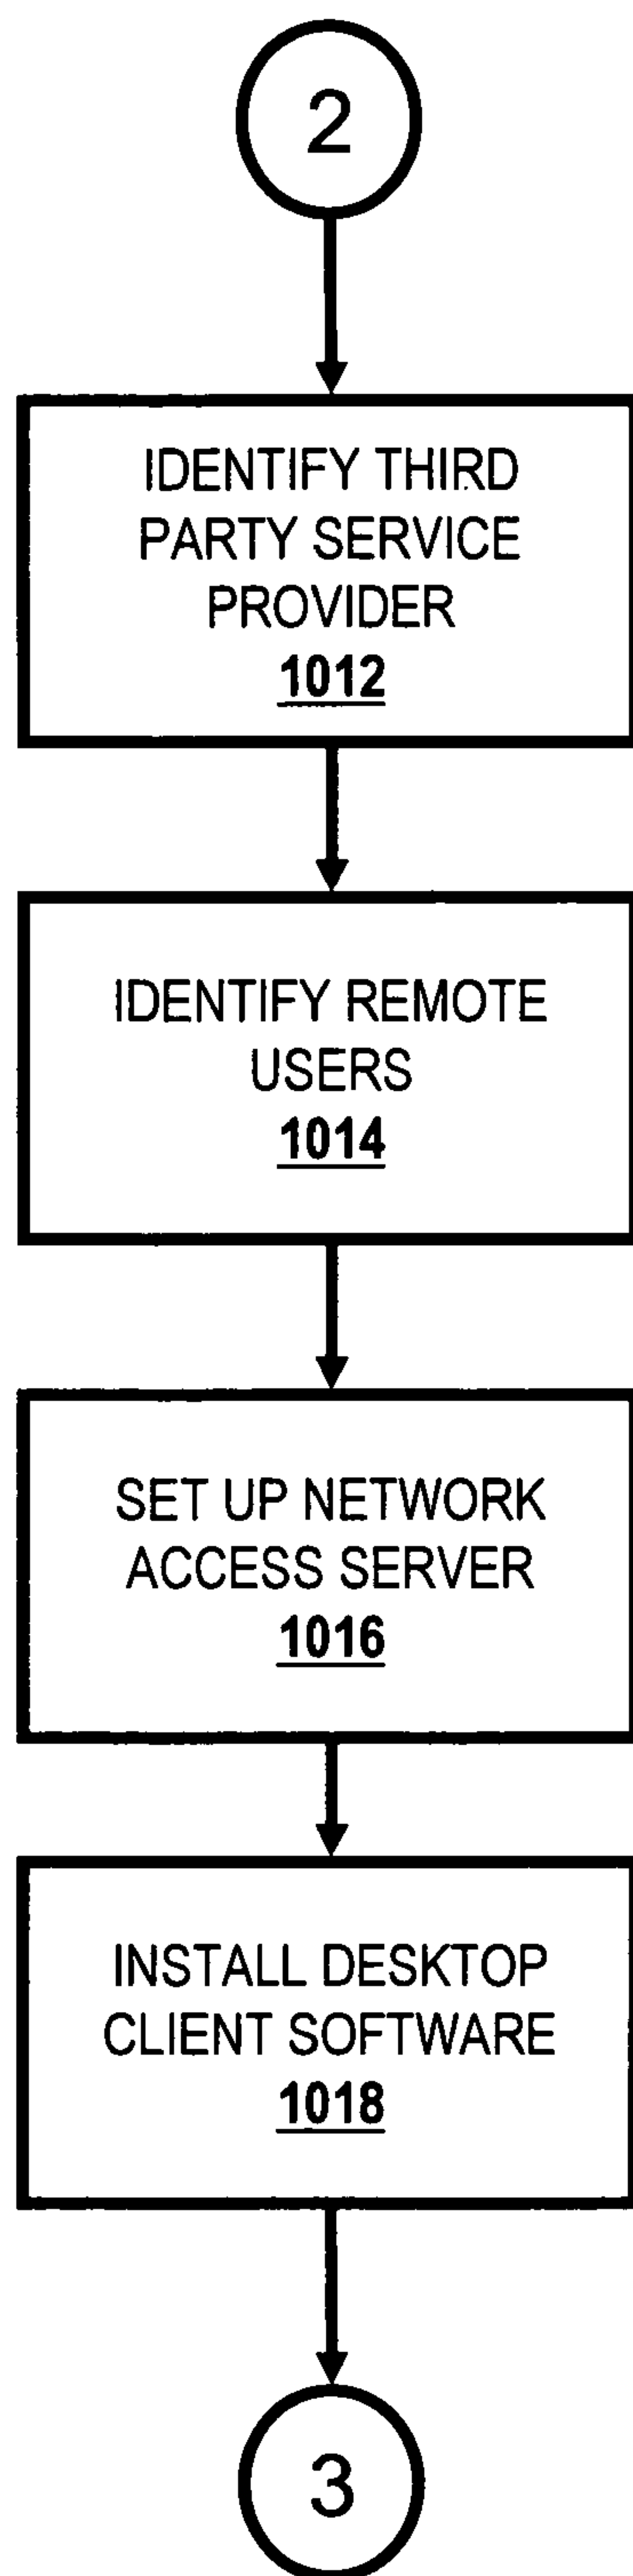 2
IDENTIFY THIRD
PARTY SERVICE
PROVIDER
1012
IDENTIFY REMOTE
USERS
1014
SET UP NETWORK
ACCESS SERVER
1016
INSTALL DESKTOP
CLIENT SOFTWARE
1018
3